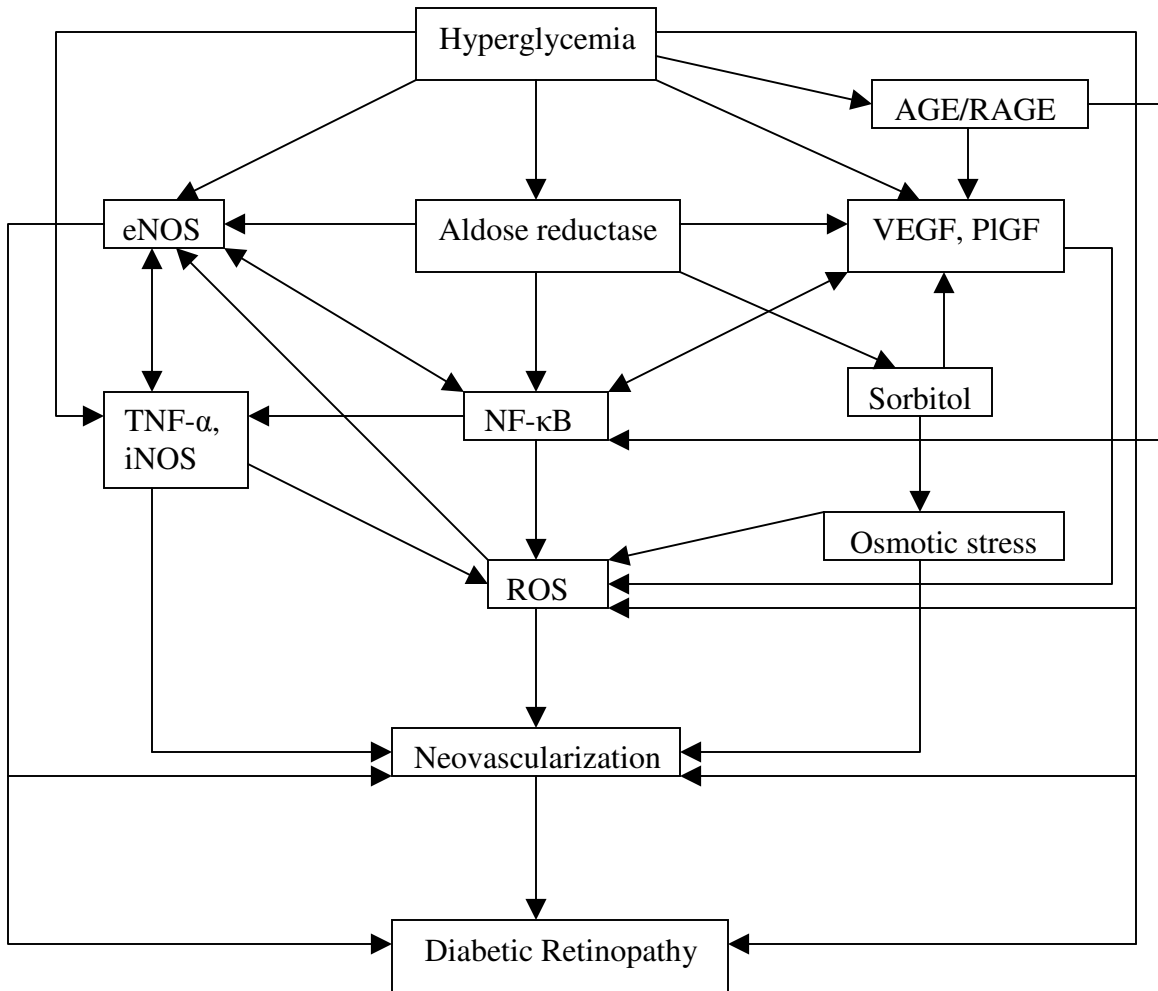 Hyperglycemia
AGE/RAGE
eNOS
Aldose reductase
VEGF, PlGF
Sorbitol
TNF-α,
iNOS
NF-κB
Osmotic stress
ROS
Neovascularization
Diabetic Retinopathy